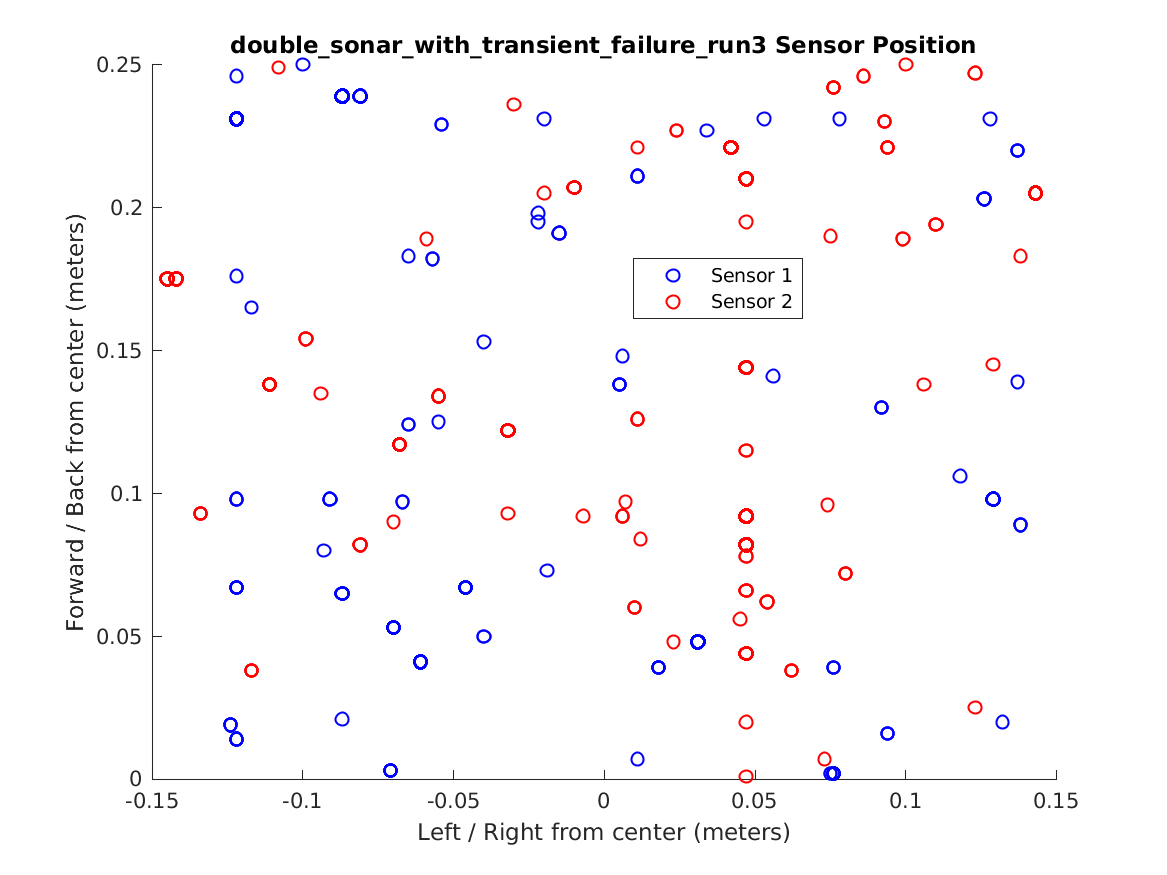 double_sonar_with_transient_failure_run3 Sensor Position
0.25
0.2
0.15
0.1
0.05
0
Forward / Back from center (meters)
Sensor 1
Sensor 2
-0.15 -0.1 -0.05 0 0.05 0.1 0.15
Left / Right from center (meters)